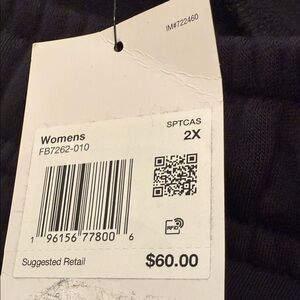 IM#722460
SPTCAS
Womens 2X
FB7262-010
RFID
1 96156 77800 6
Suggested Retail $60.00